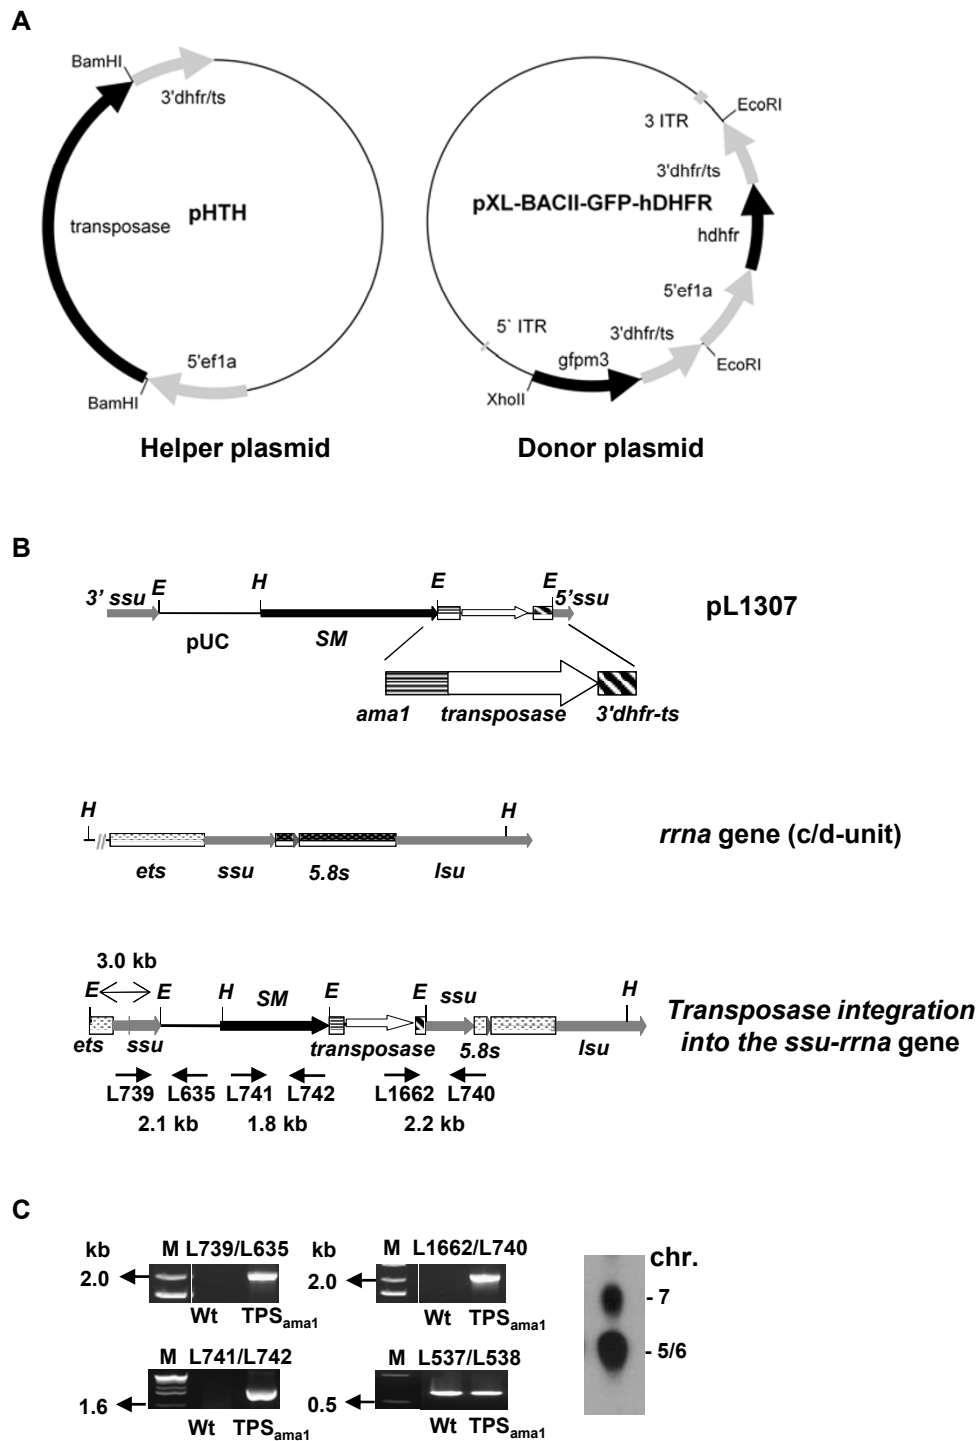 A
BamHI
3'dhfr/ts
transposase
pHTH
5'ef1a
BamHI
Helper plasmid
EcoRI
3 ITR
3'dhfr/ts
pXL-BACII-GFP-hDHFR
hdhfr
5'ef1a
5` ITR
3'dhfr/ts
gfpm3
EcoRI
XhoII
Donor plasmid
B
3' ssu E H E E 5'ssu
pUC SM
pL1307
ama1 transposase 3'dhfr-ts
H H
ets ssu 5.8s lsu
rrna gene (c/d-unit)
3.0 kb
E E H SM E E ssu H
ets ssu transposase 5.8s lsu
Transposase integration
into the ssu-rrna gene
L739 L635 L741 L742 L1662 L740
2.1 kb 1.8 kb 2.2 kb
C
kb M L739/L635
2.0
Wt TPSama1
kb M L1662/L740
2.0
Wt TPSama1
M L741/L742
1.6
Wt TPSama1
M L537/L538
0.5
Wt TPSama1
chr.
- 7
- 5/6